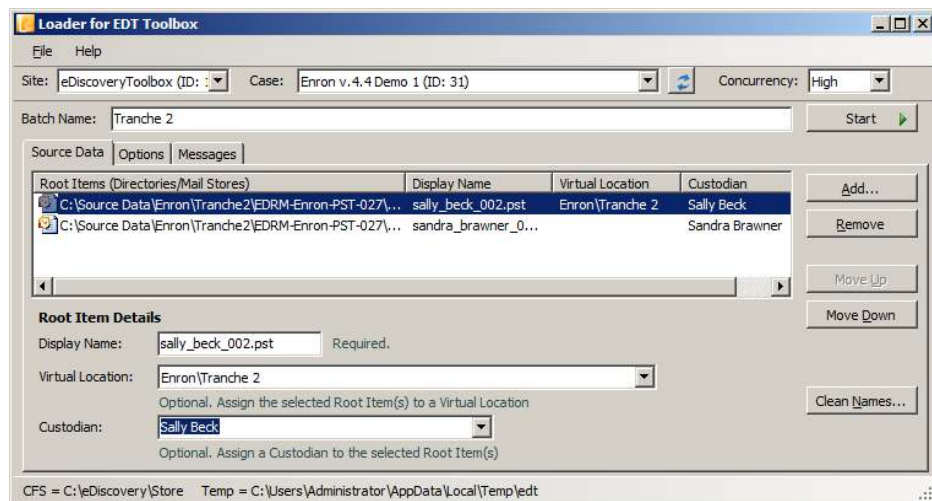 Loader for EDT Toolbox
File Help
Site: eDiscoveryToolbox (ID: Case: Enron v.4.4 Demo 1 (ID: 31) Concurrency: High
Batch Name: Tranche 2 Start
Source Data Options Messages
Root Items (Directories/Mail Stores) Display Name Virtual Location Custodian Add...
C:\Source Data\Enron\Tranche2\EDRM-Enron-PST-027\... sally_beck_002.pst Enron\Tranche 2 Sally Beck
C:\Source Data\Enron\Tranche2\EDRM-Enron-PST-027\... sandra_brawner_0... Sandra Brawner Remove
Move Up
Root Item Details Move Down
Display Name: sally_beck_002.pst Required.
Virtual Location: Enron\Tranche 2
Optional. Assign the selected Root Item(s) to a Virtual Location Clean Names...
Custodian: Sally Beck
Optional. Assign a Custodian to the selected Root Item(s)
CFS = C:\eDiscovery\Store Temp = C:\Users\Administrator\AppData\Local\Temp\edt